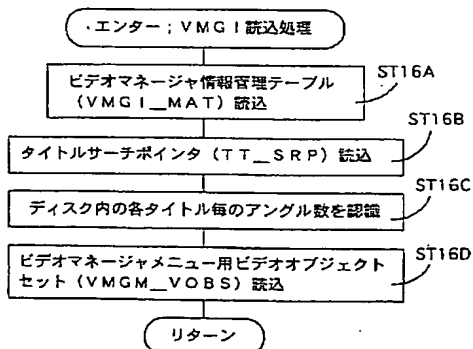 エンター；ＶＭＧＩ読込処理
ビデオマネージャ情報管理テーブル
（ＶＭＧＩ＿ＭＡＴ）読込
ST16A
タイトルサーチポインタ（ＴＴ＿ＳＲＰ）読込
ST16B
ディスク内の各タイトル毎のアングル数を認識
ST16C
ビデオマネージャメニュー用ビデオオブジェクト
セット（ＶＭＧＭ＿ＶＯＢＳ）読込
ST16D
リターン